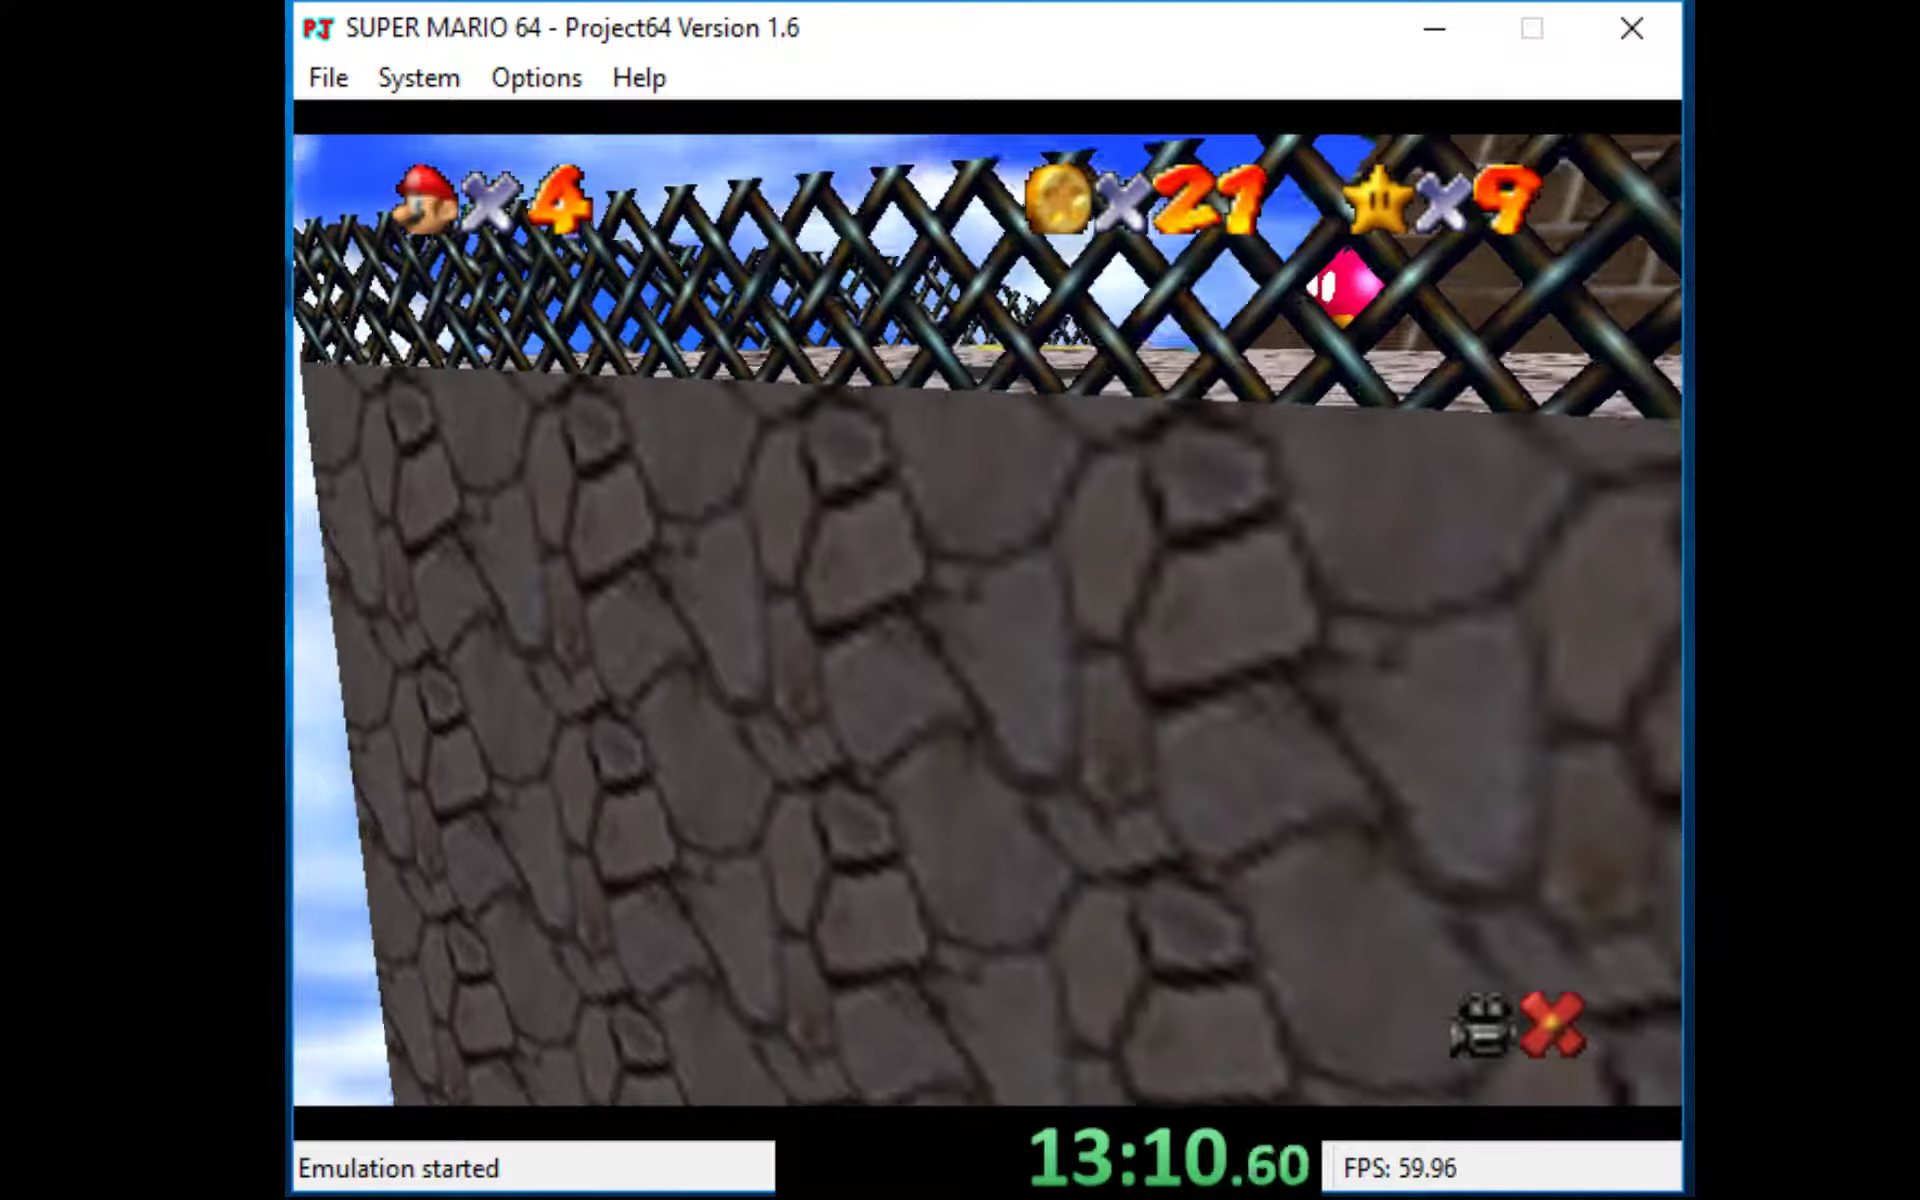 SUPER MARIO 64 - Project64 Version 1.6
File System Options Help
×4 ×21 ×9
Emulation started
13:10.60
FPS: 59.96